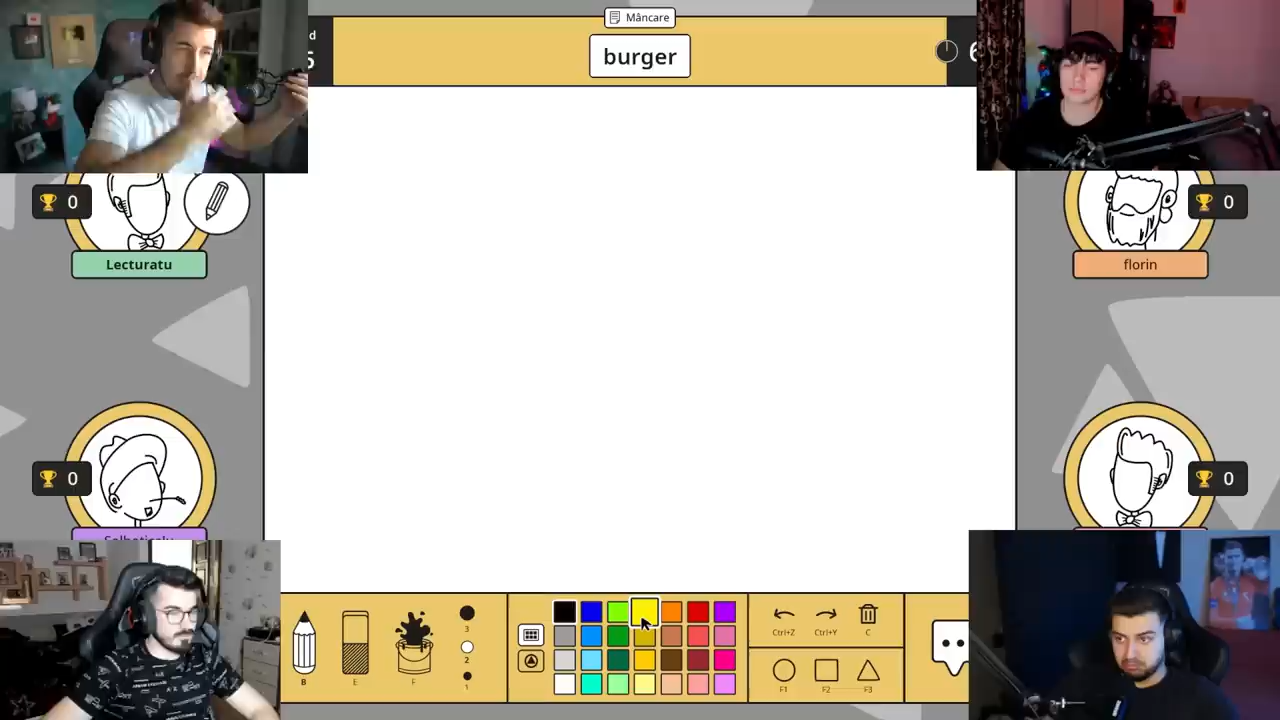 Mâncare
burger
0
Lecturatu
0
florin
0
0
B
E
F
3
2
1
Ctrl+Z
Ctrl+Y
C
F1
F2
F3